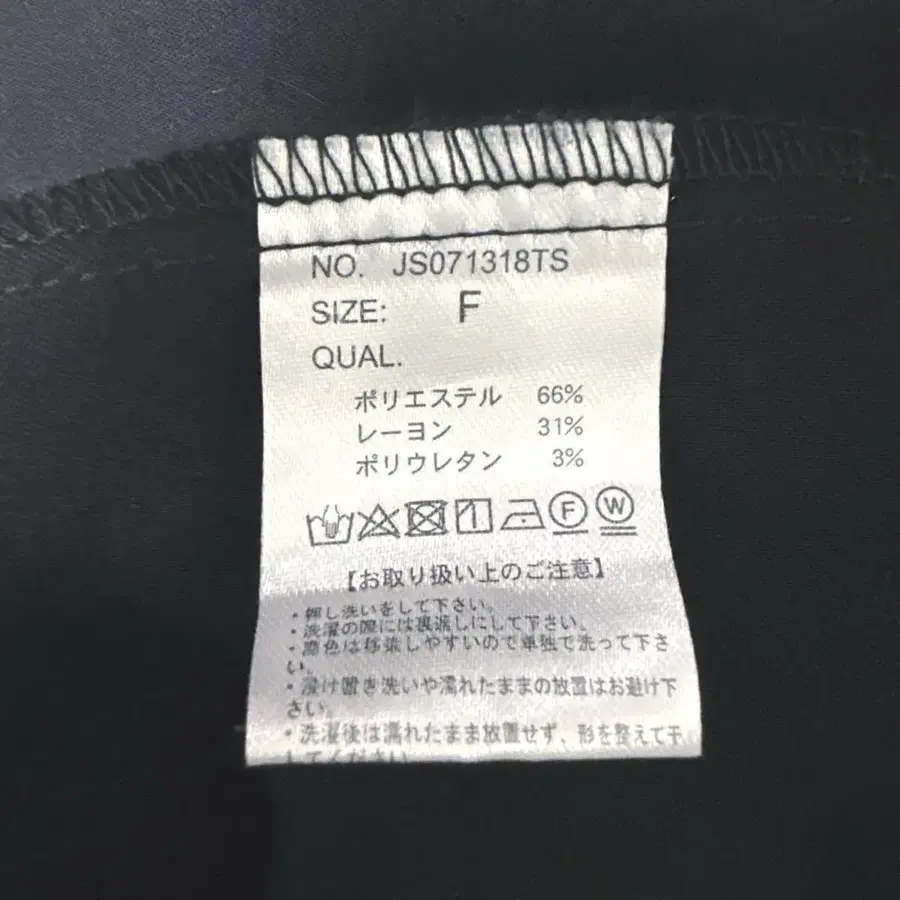 NO. JS071318TS
SIZE: F
QUAL.
ポリエステル 66%
レーヨン 31%
ポリウレタン 3%
F W
【お取り扱い上のご注意】
・押し洗いをして下さい。
・洗濯の際には裏返しにして下さい。
・濃色は移染しやすいので単独で洗って下さ
い。
・漬け置き洗いや濡れたままの放置はお避け下
さい。
・洗濯後は濡れたまま放置せず、形を整えて干
してください